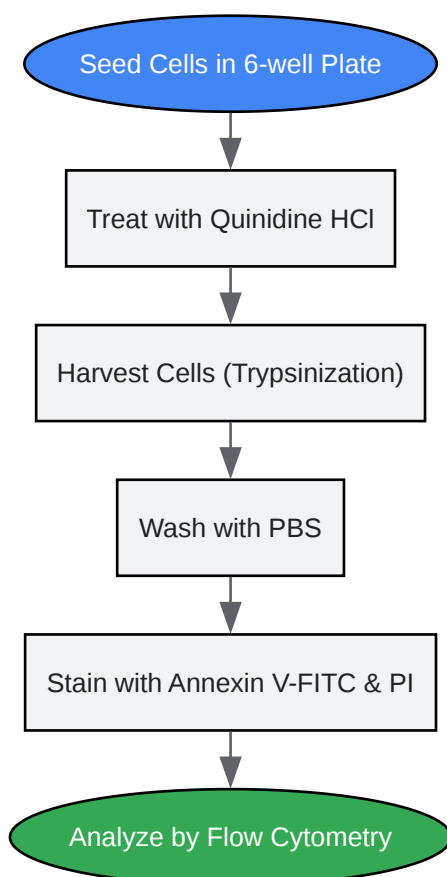 Seed Cells in 6-well Plate
Treat with Quinidine HCl
Harvest Cells (Trypsinization)
Wash with PBS
Stain with Annexin V-FITC & PI
Analyze by Flow Cytometry